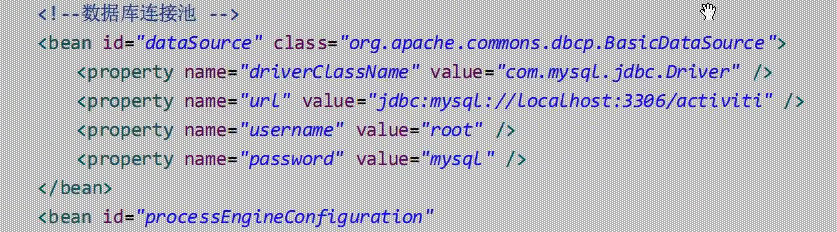 <!--数据库连接池 -->
<bean id="dataSource" class="org.apache.commons.dbcp.BasicDataSource">
<property name="driverClassName" value="com.mysql.jdbc.Driver" />
<property name="url" value="jdbc:mysql://localhost:3306/activiti" />
<property name="username" value="root" />
<property name="password" value="mysql" />
</bean>
<bean id="processEngineConfiguration"